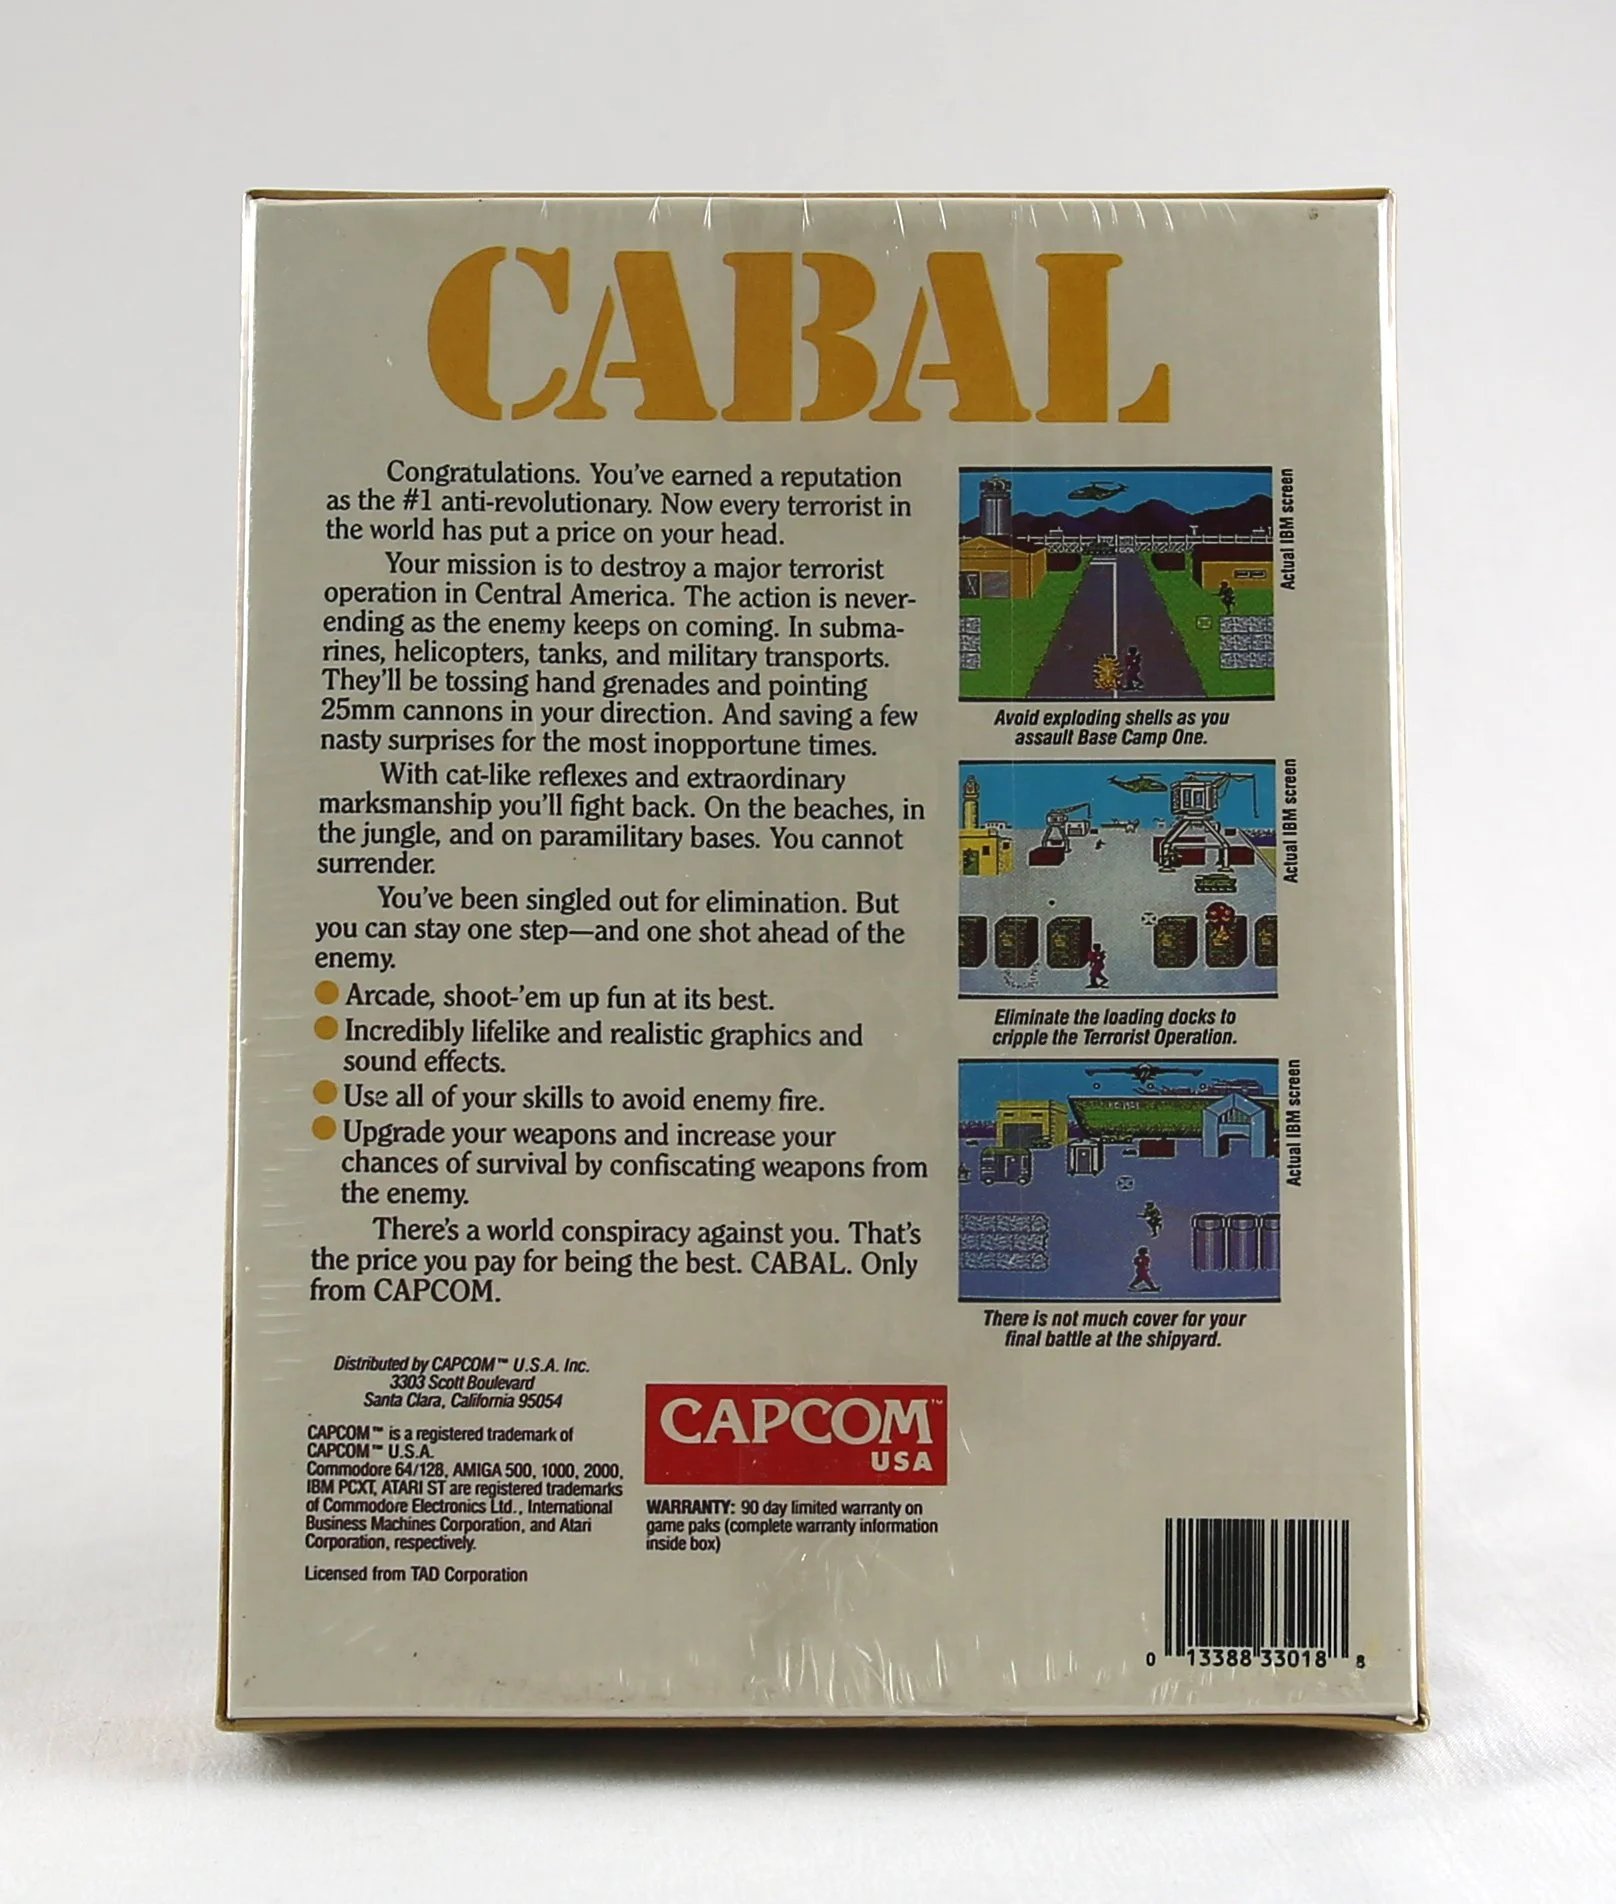 CABAL
Congratulations. You've earned a reputation
as the #1 anti-revolutionary. Now every terrorist in
the world has put a price on your head.
Your mission is to destroy a major terrorist
operation in Central America. The action is never-
ending as the enemy keeps on coming. In subma-
rines, helicopters, tanks, and military transports.
They'll be tossing hand grenades and pointing
25mm cannons in your direction. And saving a few
nasty surprises for the most inopportune times.
With cat-like reflexes and extraordinary
marksmanship you'll fight back. On the beaches, in
the jungle, and on paramilitary bases. You cannot
surrender.
You've been singled out for elimination. But
you can stay one step—and one shot ahead of the
enemy.
Arcade, shoot-'em up fun at its best.
Incredibly lifelike and realistic graphics and
sound effects.
Use all of your skills to avoid enemy fire.
Upgrade your weapons and increase your
chances of survival by confiscating weapons from
the enemy.
There's a world conspiracy against you. That's
the price you pay for being the best. CABAL. Only
from CAPCOM.
Actual IBM screen
Avoid exploding shells as you
assault Base Camp One.
Actual IBM screen
Eliminate the loading docks to
cripple the Terrorist Operation.
Actual IBM screen
There is not much cover for your
final battle at the shipyard.
Distributed by CAPCOM™ U.S.A. Inc.
3303 Scott Boulevard
Santa Clara, California 95054
CAPCOM™ is a registered trademark of
CAPCOM™ U.S.A.
Commodore 64/128, AMIGA 500, 1000, 2000,
IBM PCXT, ATARI ST are registered trademarks
of Commodore Electronics Ltd., International
Business Machines Corporation, and Atari
Corporation, respectively.
Licensed from TAD Corporation
CAPCOM™
USA
WARRANTY: 90 day limited warranty on
game paks (complete warranty information
inside box)
0 13388 33018 8